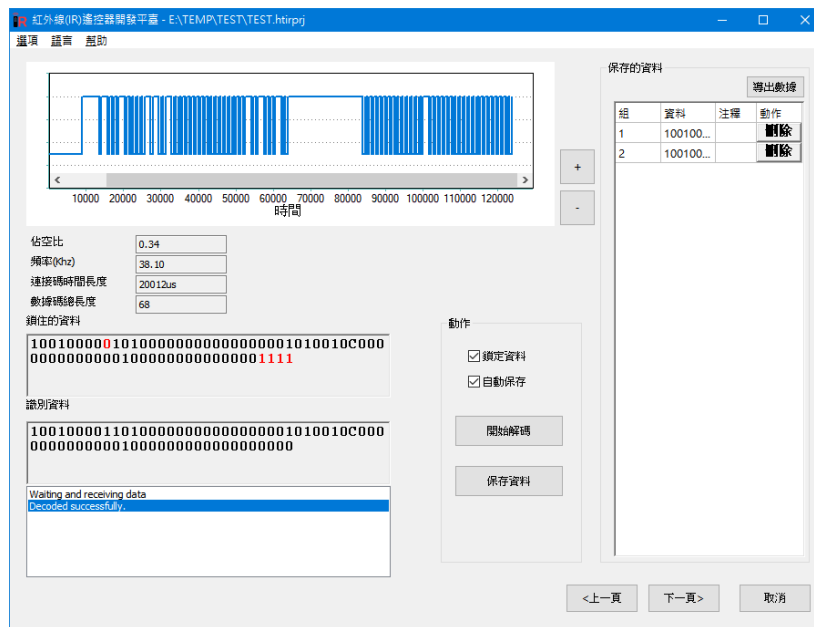 紅外線(IR)遙控器開發平臺 - E:\TEMP\TEST\TEST.htirprj
選項 語言 幫助
10000 20000 30000 40000 50000 60000 70000 80000 90000 100000 110000 120000
時間
+
-
佔空比 0.34
頻率(Khz) 38.10
連接碼時間長度 20012us
數據碼總長度 68
鎖住的資料
1001000001010000000000000001010010C000
00000000000100000000000000001111
識別資料
1001000011010000000000000001010010C000
00000000000100000000000000000000
Waiting and receiving data
Decoded successfully.
動作
鎖定資料
自動保存
開始解碼
保存資料
保存的資料
導出數據
組 資料 注釋 動作
1 100100... 刪除
2 100100... 刪除
<上一頁 下一頁> 取消